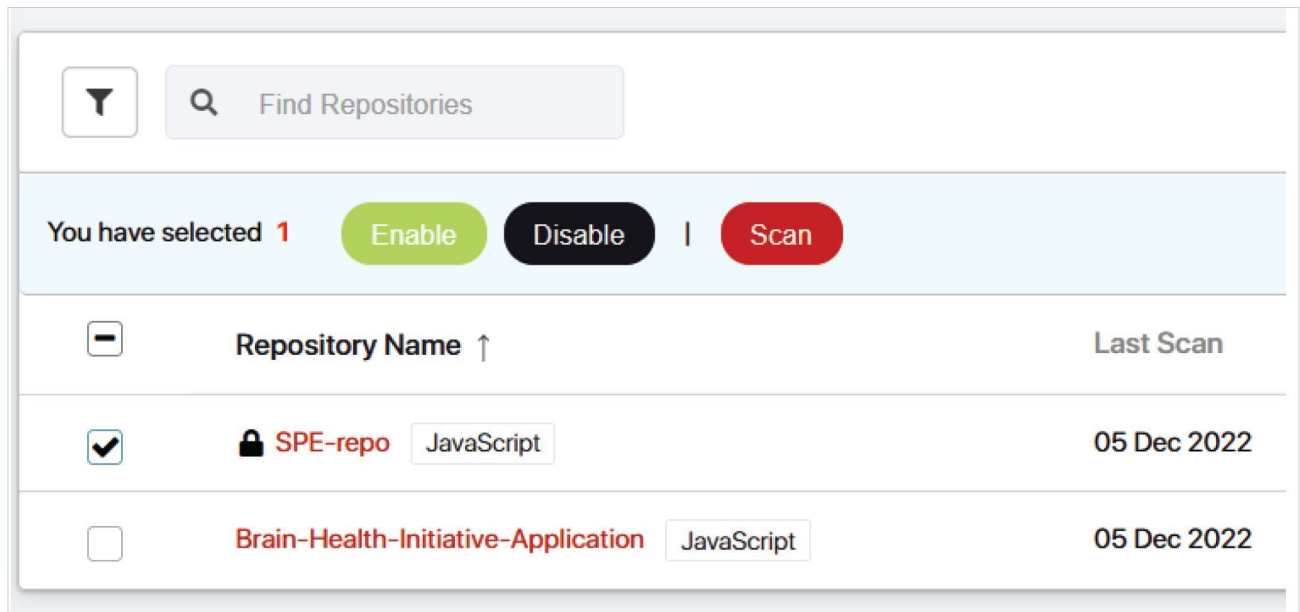 Find Repositories
You have selected 1 Enable Disable | Scan
Repository Name ↑ Last Scan
SPE-repo JavaScript 05 Dec 2022
Brain-Health-Initiative-Application JavaScript 05 Dec 2022